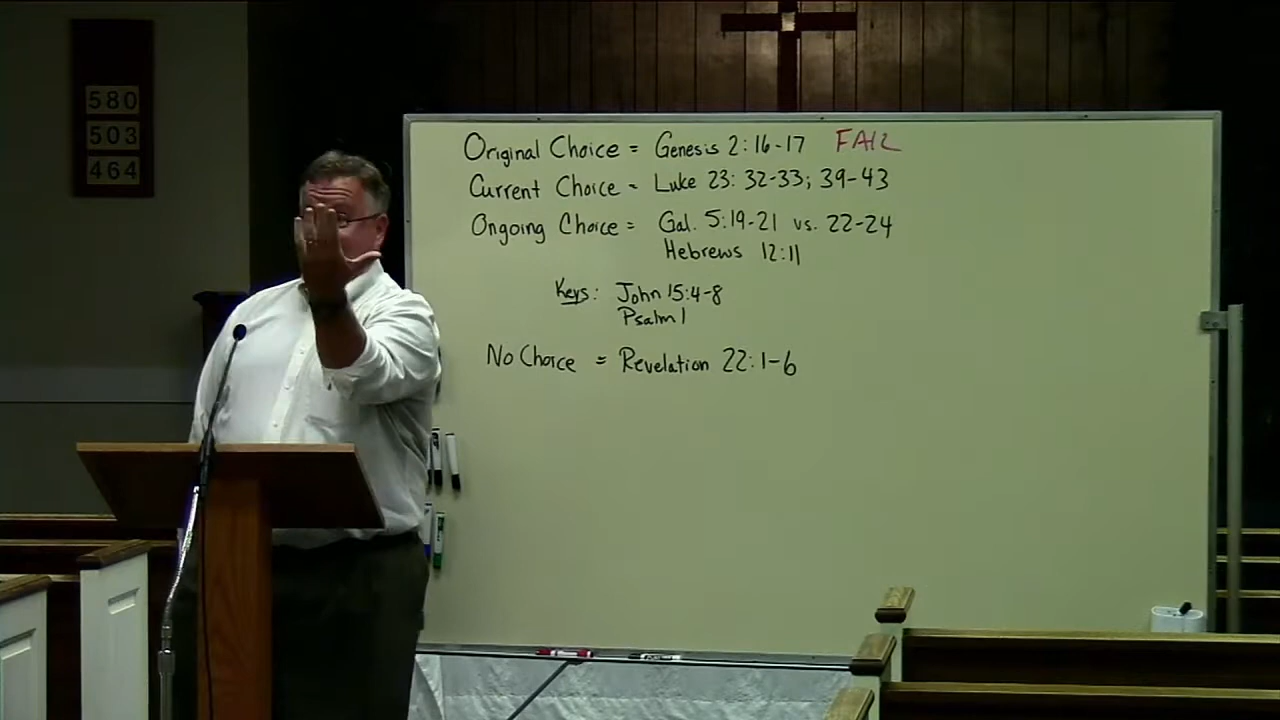 580
503
464
Original Choice = Genesis 2:16-17 FAIL
Current Choice = Luke 23:32-33; 39-43
Ongoing Choice = Gal. 5:19-21 vs. 22-24
Hebrews 12:11
Keys: John 15:4-8
Psalm 1
No Choice = Revelation 22:1-6